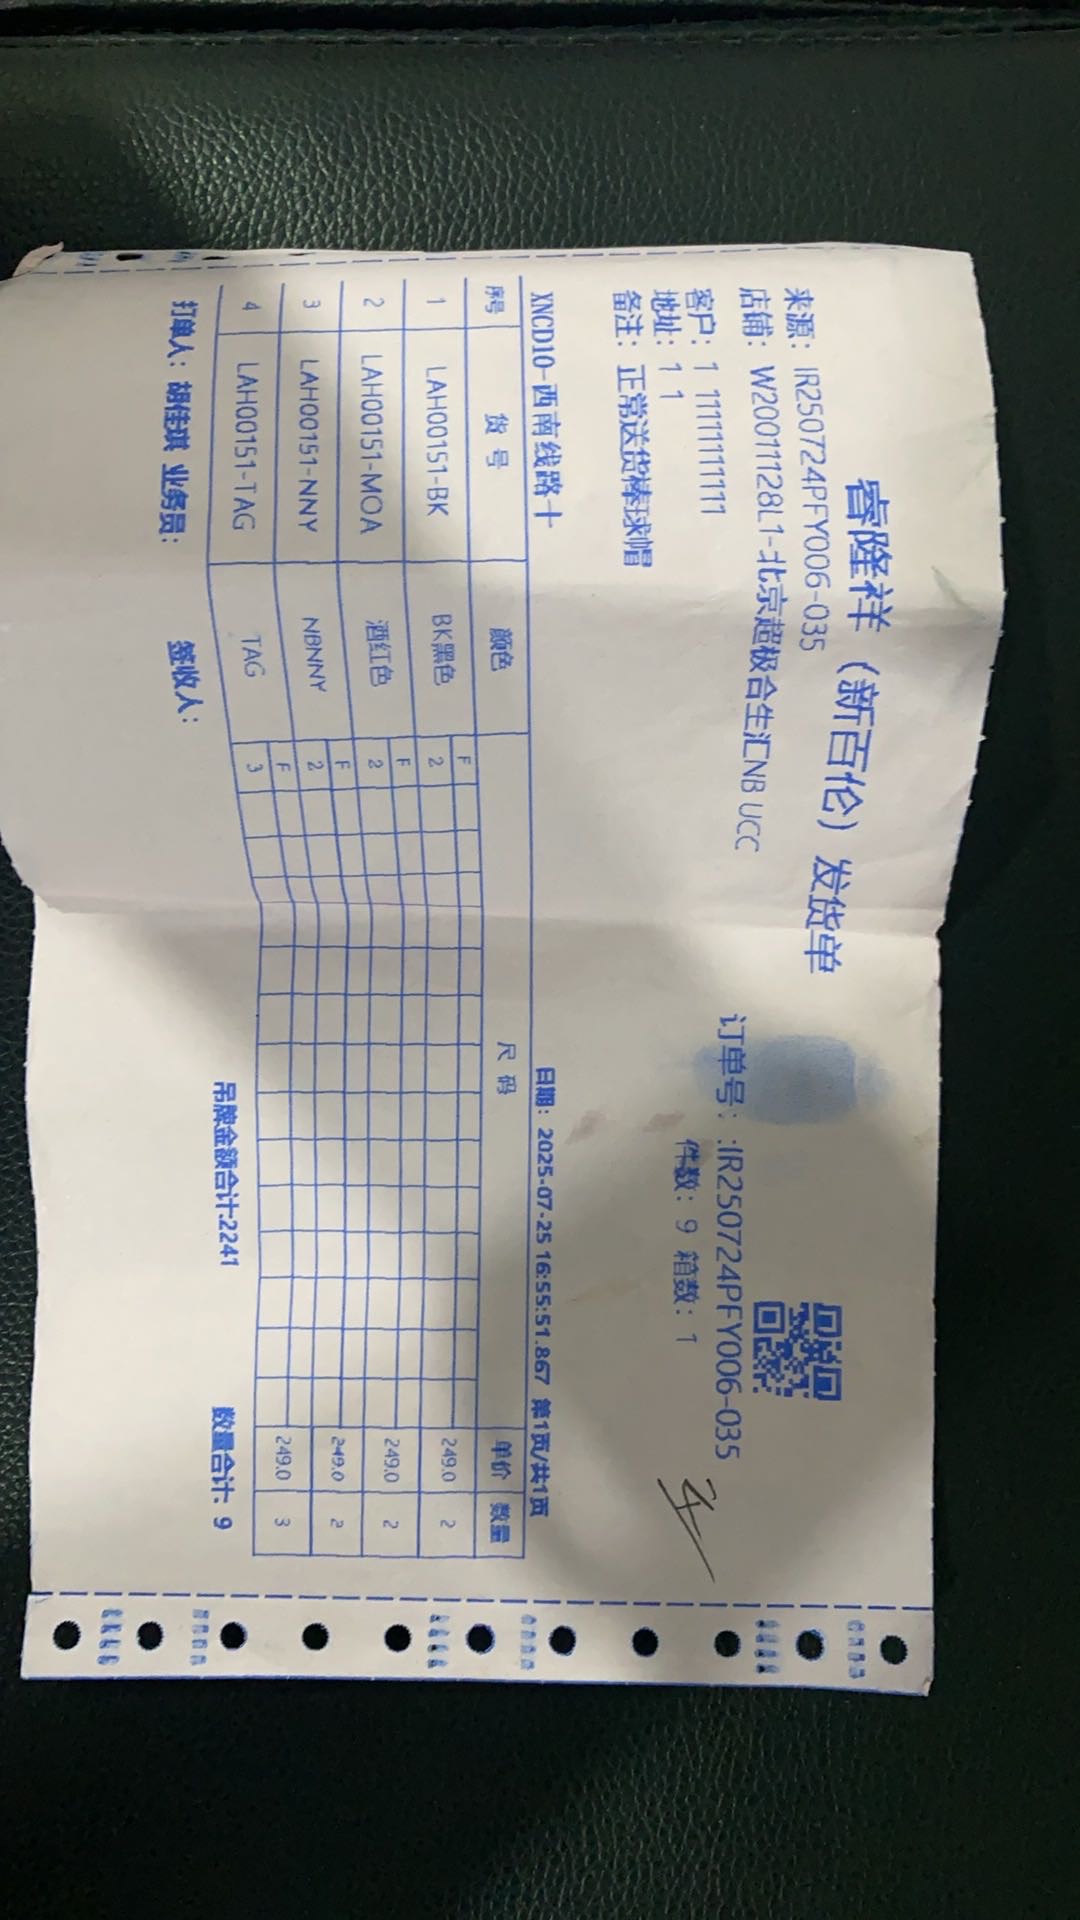 睿隆祥（新百伦）发货单
来源: IR250724PFY006-035
订单号: :IR250724PFY006-035
店铺: W20011128L1-北京超极合生汇NB UCC
件数: 9 箱数: 1
客户: 1 11111111111
地址: 1 1
备注: 正常送货棒球帽
XNCD10-西南线路十 日期: 2025-07-25 16:55:51.867 第1页/共1页
序号 货号 颜色 尺码 单价 数量
F
1 LAH00151-BK BK黑色 2 249.0 2
F
2 LAH00151-MOA 酒红色 2 249.0 2
F
3 LAH00151-NNY NBNNY 2 249.0 2
F
4 LAH00151-TAG TAG 3 249.0 3
吊牌金额合计:2241 数量合计: 9
打单人: 胡佳琪 业务员: 签收人: